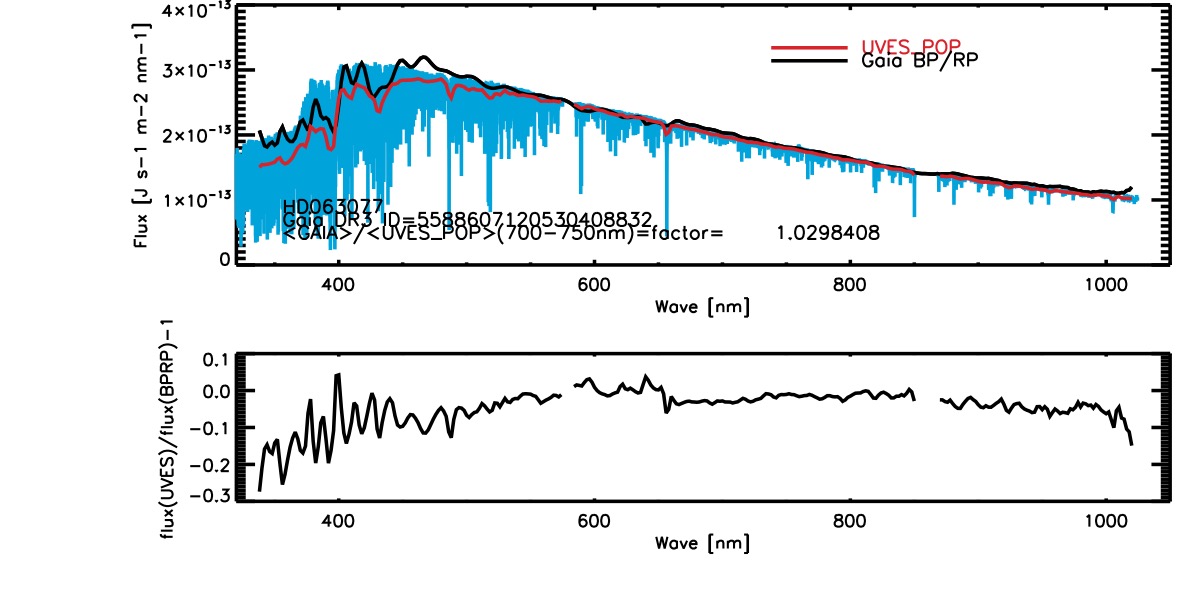 4×10−13
3×10−13
2×10−13
1×10−13
0
Flux [J s−1 m−2 nm−1]
UVES_POP
Gaia BP/RP
HD063077
Gaia DR3 ID=5588607120530408832
<GAIA>/<UVES_POP>(700−750nm)=factor= 1.0298408
400 600 800 1000
Wave [nm]
flux(UVES)/flux(BPRP)−1
0.1
0.0
−0.1
−0.2
−0.3
400 600 800 1000
Wave [nm]